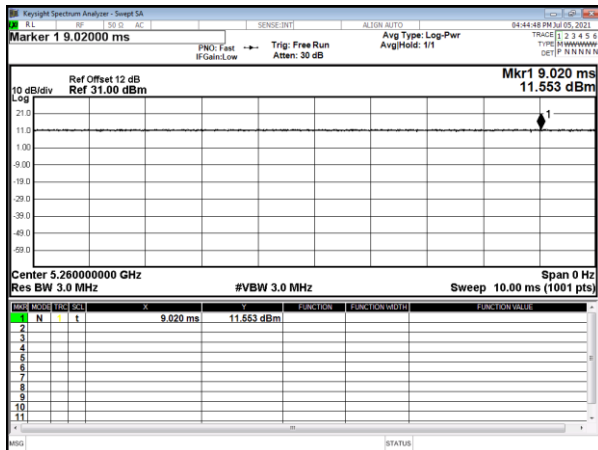 Keysight Spectrum Analyzer - Swept SA
RL RF 50 Ω AC SENSE:INT ALIGN AUTO 04:44:48 PM Jul 05, 2021
Marker 1 9.02000 ms
PNO: Fast
IFGain:Low
Trig: Free Run
Atten: 30 dB
Avg Type: Log-Pwr
Avg|Hold: 1/1
TRACE 1 2 3 4 5 6
TYPE M WWWWW
DET P N N N N N
Mkr1 9.020 ms
11.553 dBm
Ref Offset 12 dB
10 dB/div Ref 31.00 dBm
Log
1
21.0
11.0
1.00
-9.00
-19.0
-29.0
-39.0
-49.0
-59.0
Center 5.260000000 GHz Span 0 Hz
Res BW 3.0 MHz #VBW 3.0 MHz Sweep 10.00 ms (1001 pts)
MKR MODE TRC SCL X Y FUNCTION FUNCTION WIDTH FUNCTION VALUE
1 N 1 t 9.020 ms 11.553 dBm
2
3
4
5
6
7
8
9
10
11
MSG STATUS